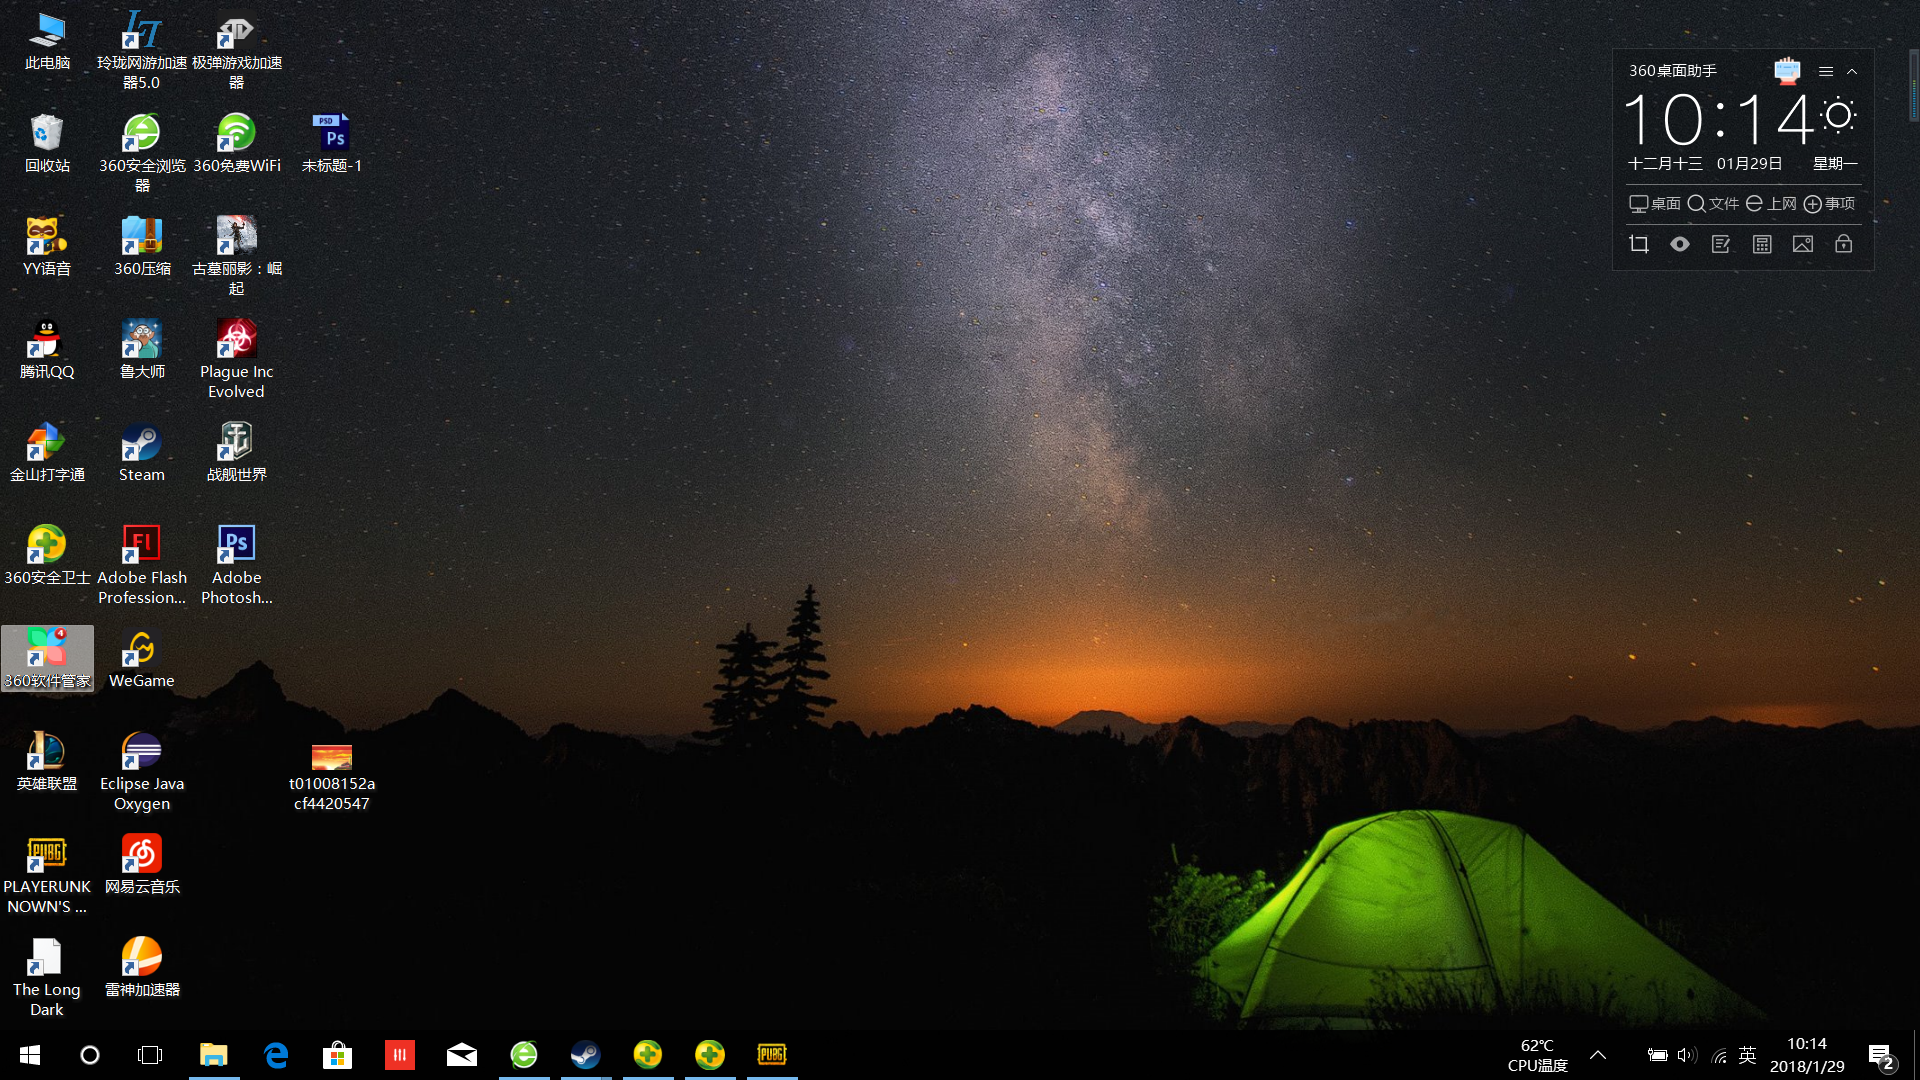 此电脑
玲珑网游加速
器5.0
极弹游戏加速
器
回收站
360安全浏览
器
360免费WiFi
PSD
Ps
未标题-1
YY语音
360压缩
古墓丽影：崛
起
腾讯QQ
鲁大师
Plague Inc
Evolved
金山打字通
Steam
战舰世界
360安全卫士
Fl
Adobe Flash
Profession...
Ps
Adobe
Photosh...
4
360软件管家
WeGame
英雄联盟
Eclipse Java
Oxygen
t01008152a
cf4420547
PUBG
PLAYERUNK
NOWN'S ...
网易云音乐
The Long
Dark
雷神加速器
360桌面助手
10:14
十二月十三 01月29日 星期一
桌面 文件 上网 事项
PUBG
62℃
CPU温度
英
10:14
2018/1/29
2